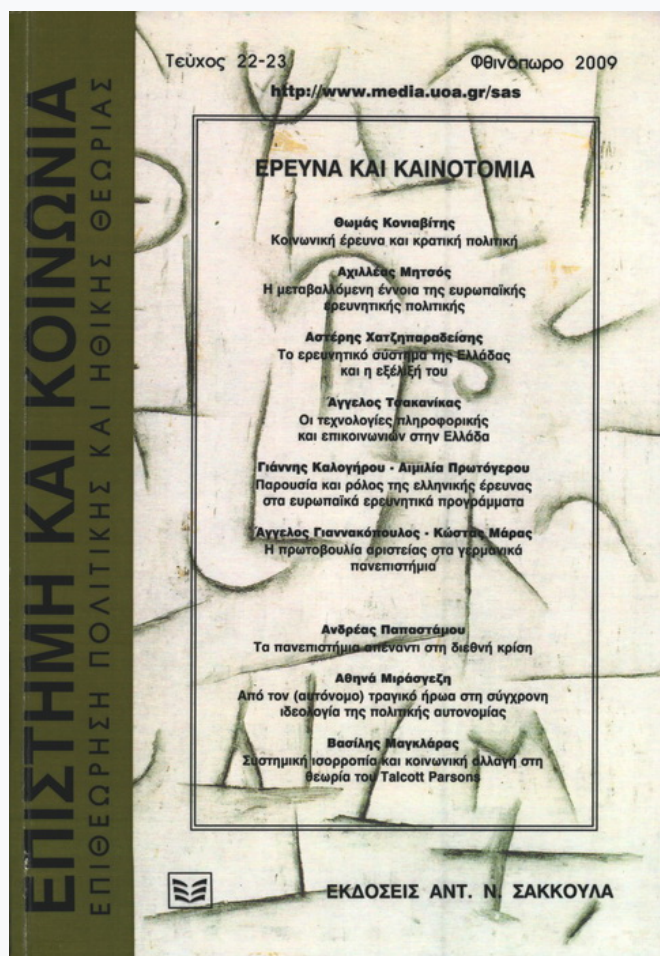 ΕΠΙΣΤΗΜΗ ΚΑΙ ΚΟΙΝΩΝΙΑ
ΕΠΙΘΕΩΡΗΣΗ ΠΟΛΙΤΙΚΗΣ ΚΑΙ ΗΘΙΚΗΣ ΘΕΩΡΙΑΣ
Τεύχος 22-23 Φθινόπωρο 2009
http://www.media.uoa.gr/sas
ΕΡΕΥΝΑ ΚΑΙ ΚΑΙΝΟΤΟΜΙΑ
Θωμάς Κονιαβίτης
Κοινωνική έρευνα και κρατική πολιτική
Αχιλλέας Μητσός
Η μεταβαλλόμενη έννοια της ευρωπαϊκής
ερευνητικής πολιτικής
Αστέρης Χατζηπαραδείσης
Το ερευνητικό σύστημα της Ελλάδας
και η εξέλιξή του
Άγγελος Τσακανίκας
Οι τεχνολογίες πληροφορικής
και επικοινωνιών στην Ελλάδα
Γιάννης Καλογήρου - Αιμιλία Πρωτόγερου
Παρουσία και ρόλος της ελληνικής έρευνας
στα ευρωπαϊκά ερευνητικά προγράμματα
Άγγελος Γιαννακόπουλος - Κώστας Μάρας
Η πρωτοβουλία αριστείας στα γερμανικά
πανεπιστήμια
Ανδρέας Παπαστάμου
Τα πανεπιστήμια απέναντι στη διεθνή κρίση
Αθηνά Μιράσγεζη
Από τον (αυτόνομο) τραγικό ήρωα στη σύγχρονη
ιδεολογία της πολιτικής αυτονομίας
Βασίλης Μαγκλάρας
Συστημική ισορροπία και κοινωνική αλλαγή στη
θεωρία του Talcott Parsons
ΕΚΔΟΣΕΙΣ ΑΝΤ. Ν. ΣΑΚΚΟΥΛΑ